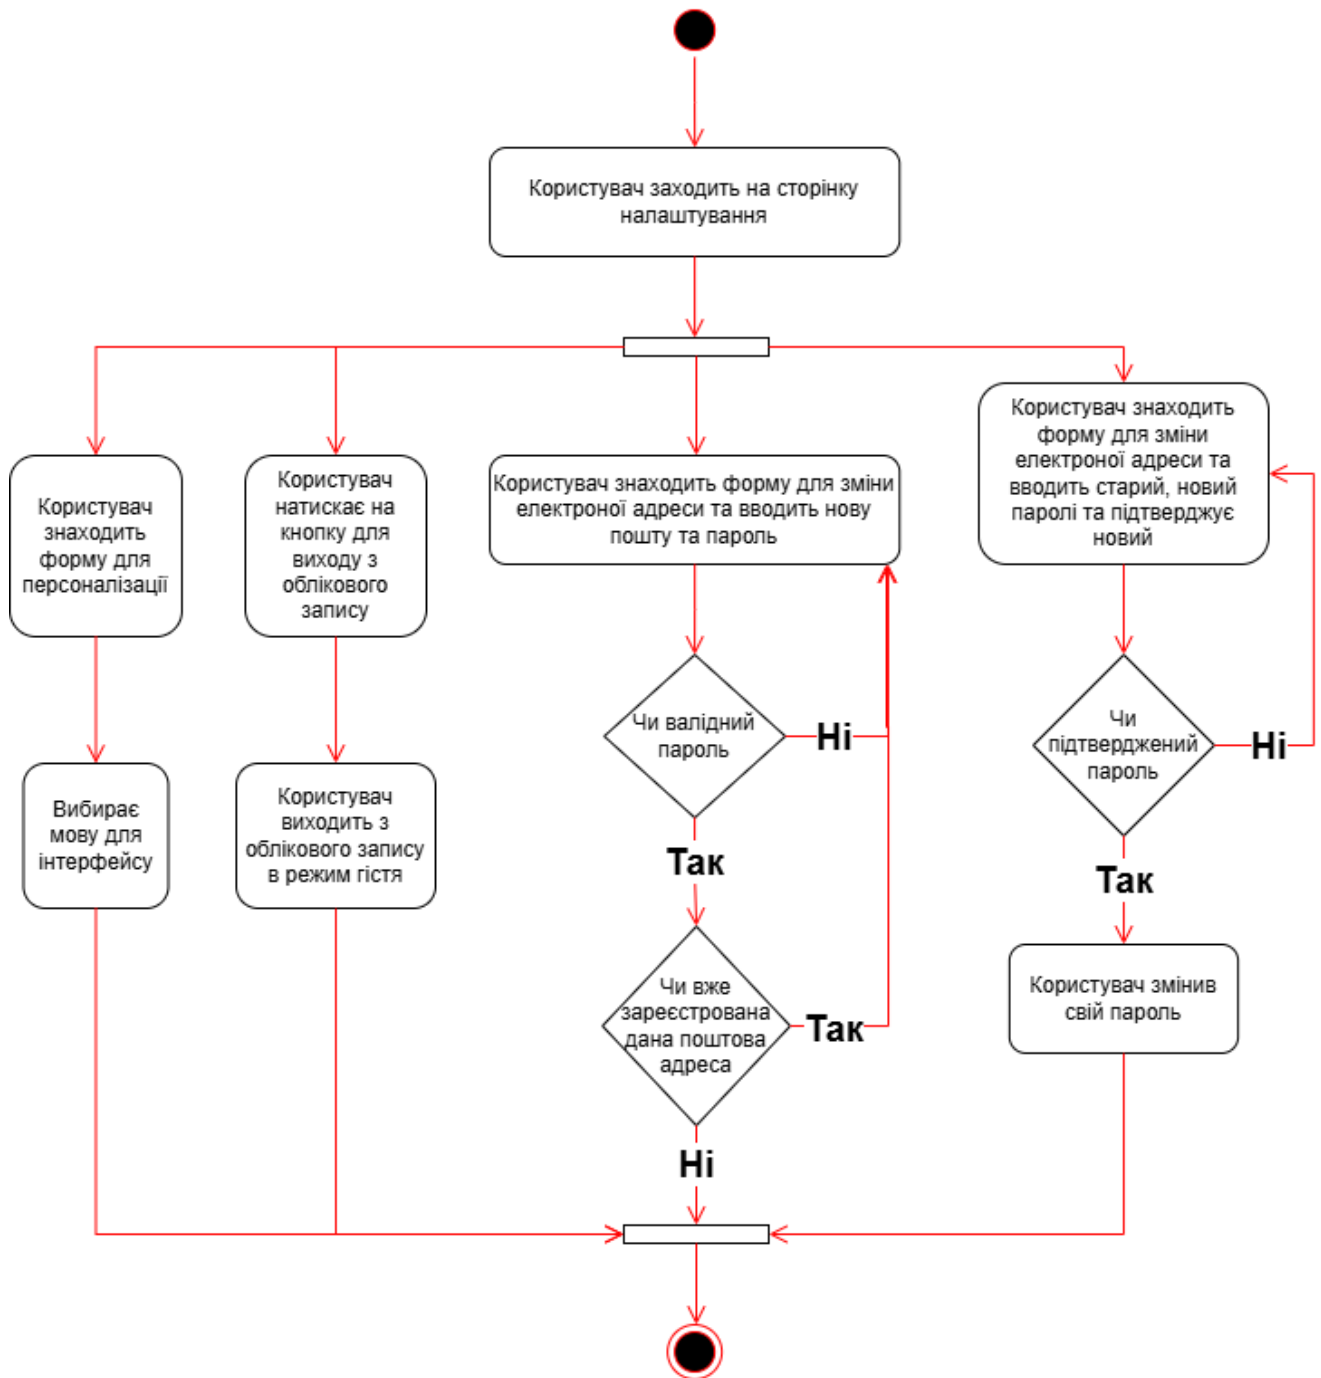 Користувач заходить на сторінку
налаштування
Користувач
знаходить
форму для
персоналізації
Користувач
натискає на
кнопку для
виходу з
облікового
запису
Користувач знаходить форму для зміни
електроної адреси та вводить нову
пошту та пароль
Користувач знаходить
форму для зміни
електроної адреси та
вводить старий, новий
паролі та підтверджує
новий
Чи валідний
пароль
Ні
Чи
підтверджений
пароль
Ні
Вибирає
мову для
інтерфейсу
Користувач
виходить з
облікового запису
в режим гістя
Так
Так
Чи вже
зареєстрована
дана поштова
адреса
Так
Користувач змінив
свій пароль
Ні